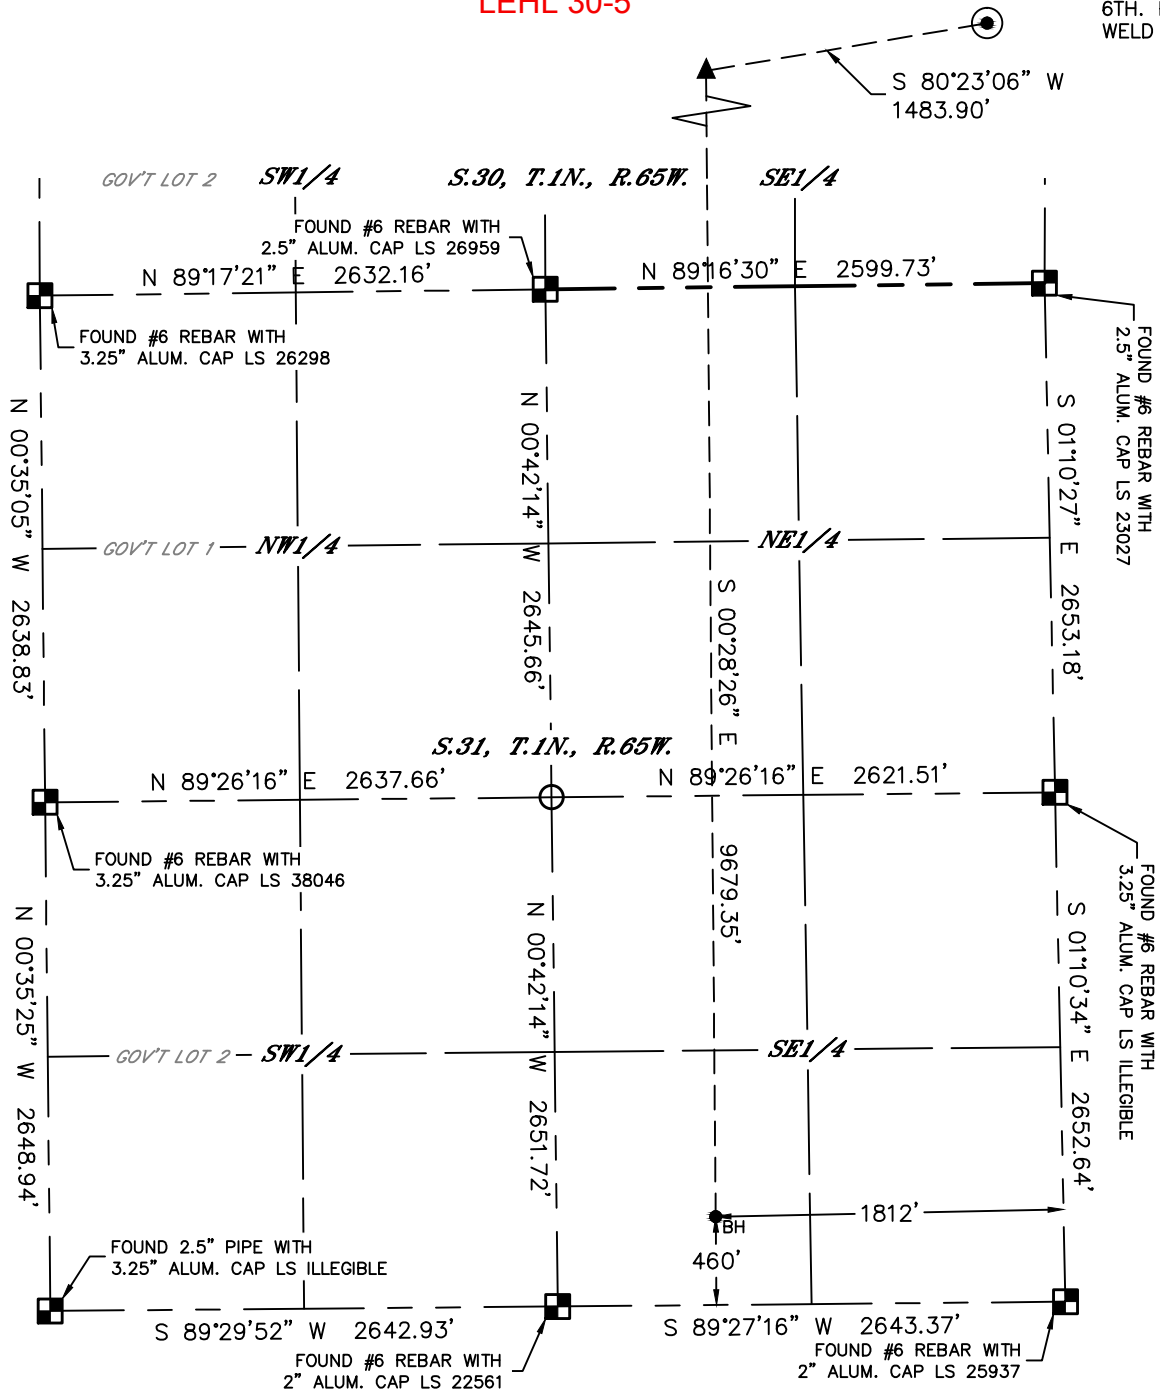 LEHL 30-5
6TH.
WELD
S 80°23'06" W
1483.90'
GOV'T LOT 2
SW1/4
S.30, T.1N., R.65W.
SE1/4
FOUND #6 REBAR WITH
2.5" ALUM. CAP LS 26959
N 89°17'21" E 2632.16'
N 89°16'30" E 2599.73'
FOUND #6 REBAR WITH
3.25" ALUM. CAP LS 26298
FOUND #6 REBAR WITH
2.5" ALUM. CAP LS 23027
N 00°35'05" W 2638.83'
N 00°42'14" W 2645.66'
S 01°10'27" E 2653.18'
GOV'T LOT 1
NW1/4
NE1/4
S 00°28'26" E 9679.35'
S.31, T.1N., R.65W.
N 89°26'16" E 2637.66'
N 89°26'16" E 2621.51'
FOUND #6 REBAR WITH
3.25" ALUM. CAP LS 38046
FOUND #6 REBAR WITH
3.25" ALUM. CAP LS ILLEGIBLE
N 00°35'25" W 2648.94'
N 00°42'14" W 2651.72'
S 01°10'34" E 2652.64'
GOV'T LOT 2
SW1/4
SE1/4
1812'
BH
460'
FOUND 2.5" PIPE WITH
3.25" ALUM. CAP LS ILLEGIBLE
S 89°29'52" W 2642.93'
S 89°27'16" W 2643.37'
FOUND #6 REBAR WITH
2" ALUM. CAP LS 22561
FOUND #6 REBAR WITH
2" ALUM. CAP LS 25937